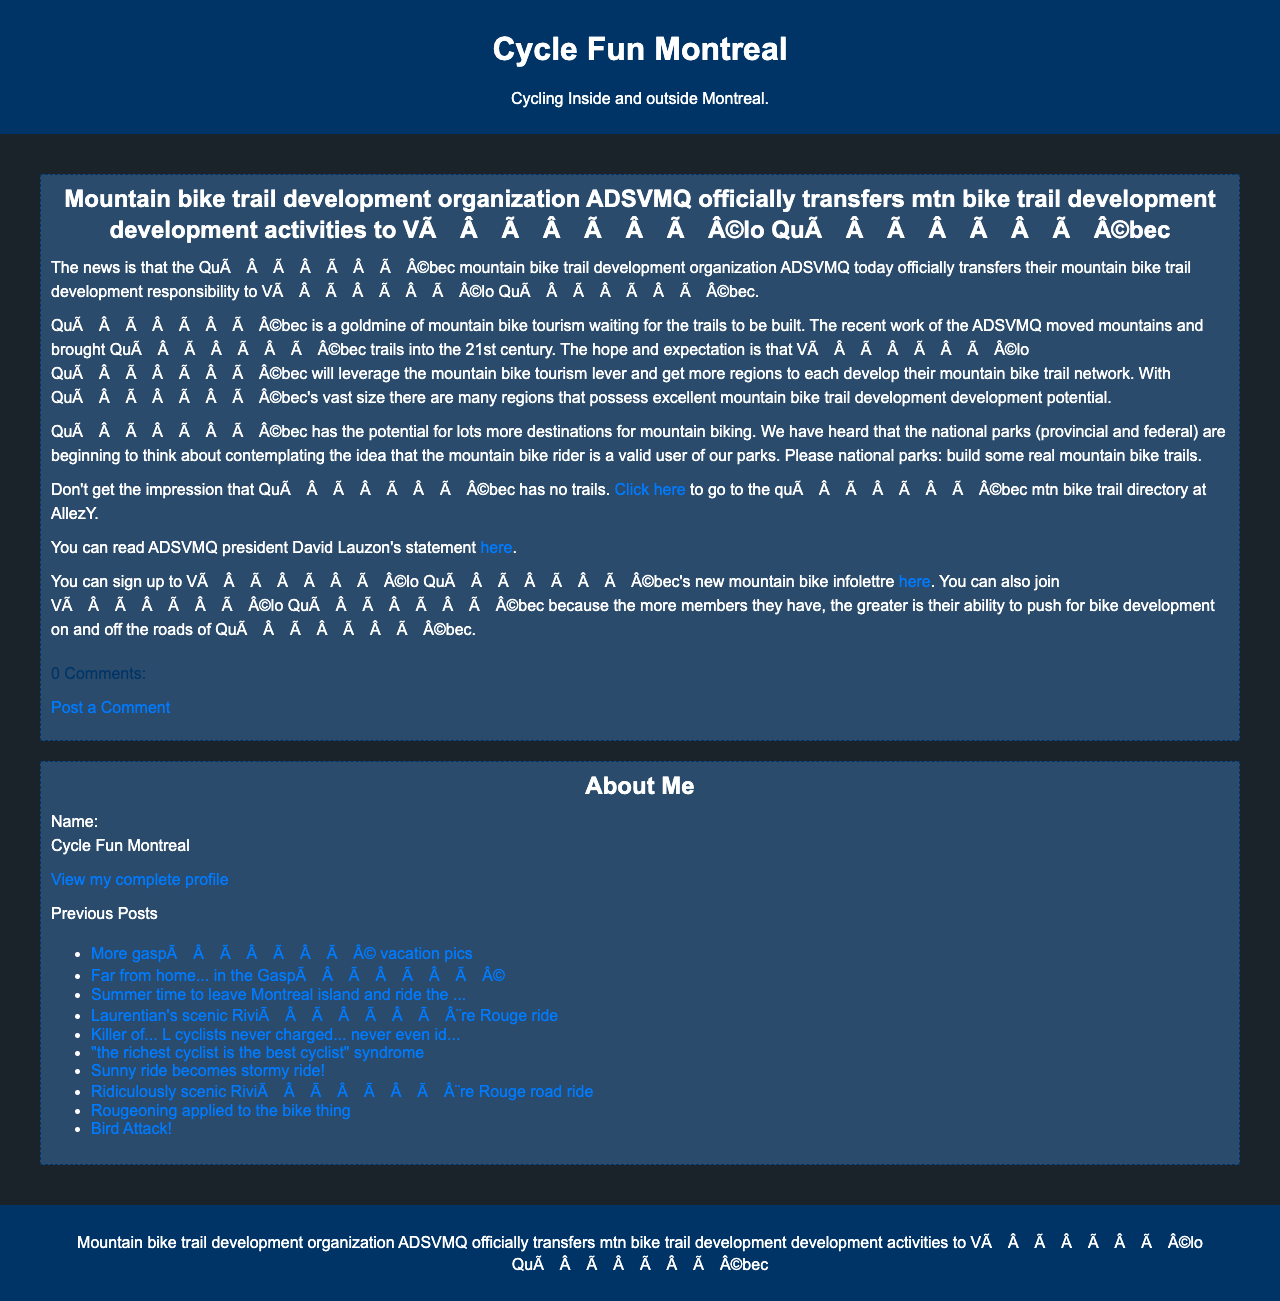 Cycle Fun Montreal
Cycling Inside and outside Montreal.
Mountain bike trail development organization ADSVMQ officially transfers mtn bike trail development
development activities to VÃ Â Ã Â Ã Â Ã Â©lo QuÃ Â Ã Â Ã Â Ã Â©bec
The news is that the QuÃ Â Ã Â Ã Â Ã Â©bec mountain bike trail development organization ADSVMQ today officially transfers their mountain bike trail
development responsibility to VÃ Â Ã Â Ã Â Ã Â©lo QuÃ Â Ã Â Ã Â Ã Â©bec.
QuÃ Â Ã Â Ã Â Ã Â©bec is a goldmine of mountain bike tourism waiting for the trails to be built. The recent work of the ADSVMQ moved mountains and
brought QuÃ Â Ã Â Ã Â Ã Â©bec trails into the 21st century. The hope and expectation is that VÃ Â Ã Â Ã Â Ã Â©lo
QuÃ Â Ã Â Ã Â Ã Â©bec will leverage the mountain bike tourism lever and get more regions to each develop their mountain bike trail network. With
QuÃ Â Ã Â Ã Â Ã Â©bec's vast size there are many regions that possess excellent mountain bike trail development development potential.
QuÃ Â Ã Â Ã Â Ã Â©bec has the potential for lots more destinations for mountain biking. We have heard that the national parks (provincial and federal) are
beginning to think about contemplating the idea that the mountain bike rider is a valid user of our parks. Please national parks: build some real mountain bike trails.
Don't get the impression that QuÃ Â Ã Â Ã Â Ã Â©bec has no trails. Click here to go to the quÃ Â Ã Â Ã Â Ã Â©bec mtn bike trail directory at
AllezY.
You can read ADSVMQ president David Lauzon's statement here.
You can sign up to VÃ Â Ã Â Ã Â Ã Â©lo QuÃ Â Ã Â Ã Â Ã Â©bec's new mountain bike infolettre here. You can also join
VÃ Â Ã Â Ã Â Ã Â©lo QuÃ Â Ã Â Ã Â Ã Â©bec because the more members they have, the greater is their ability to push for bike development
on and off the roads of QuÃ Â Ã Â Ã Â Ã Â©bec.
0 Comments:
Post a Comment
About Me
Name:
Cycle Fun Montreal
View my complete profile
Previous Posts
More gaspÃ Â Ã Â Ã Â Ã Â© vacation pics
Far from home... in the GaspÃ Â Ã Â Ã Â Ã Â©
Summer time to leave Montreal island and ride the ...
Laurentian's scenic RiviÃ Â Ã Â Ã Â Ã Â¨re Rouge ride
Killer of... L cyclists never charged... never even id...
"the richest cyclist is the best cyclist" syndrome
Sunny ride becomes stormy ride!
Ridiculously scenic RiviÃ Â Ã Â Ã Â Ã Â¨re Rouge road ride
Rougeoning applied to the bike thing
Bird Attack!
Mountain bike trail development organization ADSVMQ officially transfers mtn bike trail development development activities to VÃ Â Ã Â Ã Â Ã Â©lo
QuÃ Â Ã Â Ã Â Ã Â©bec